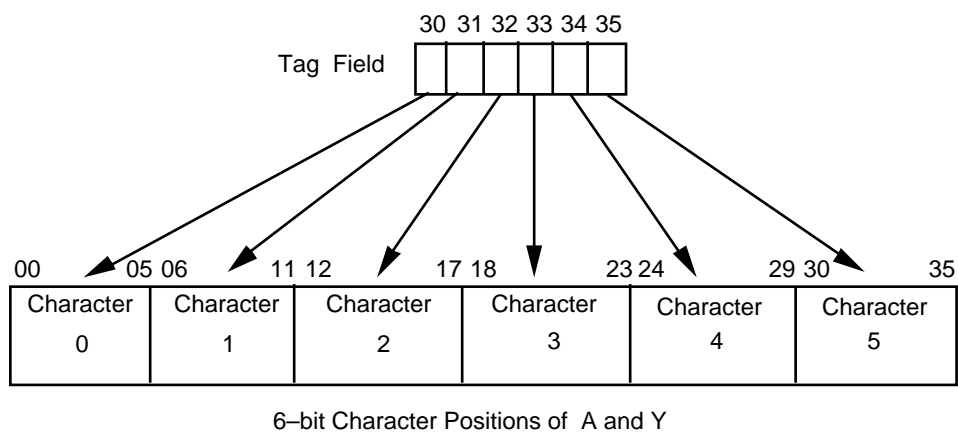 30 31 32 33 34 35
Tag Field
00 05 06 11 12 17 18 23 24 29 30 35
Character Character Character Character Character Character
0 1 2 3 4 5
6–bit Character Positions of A and Y